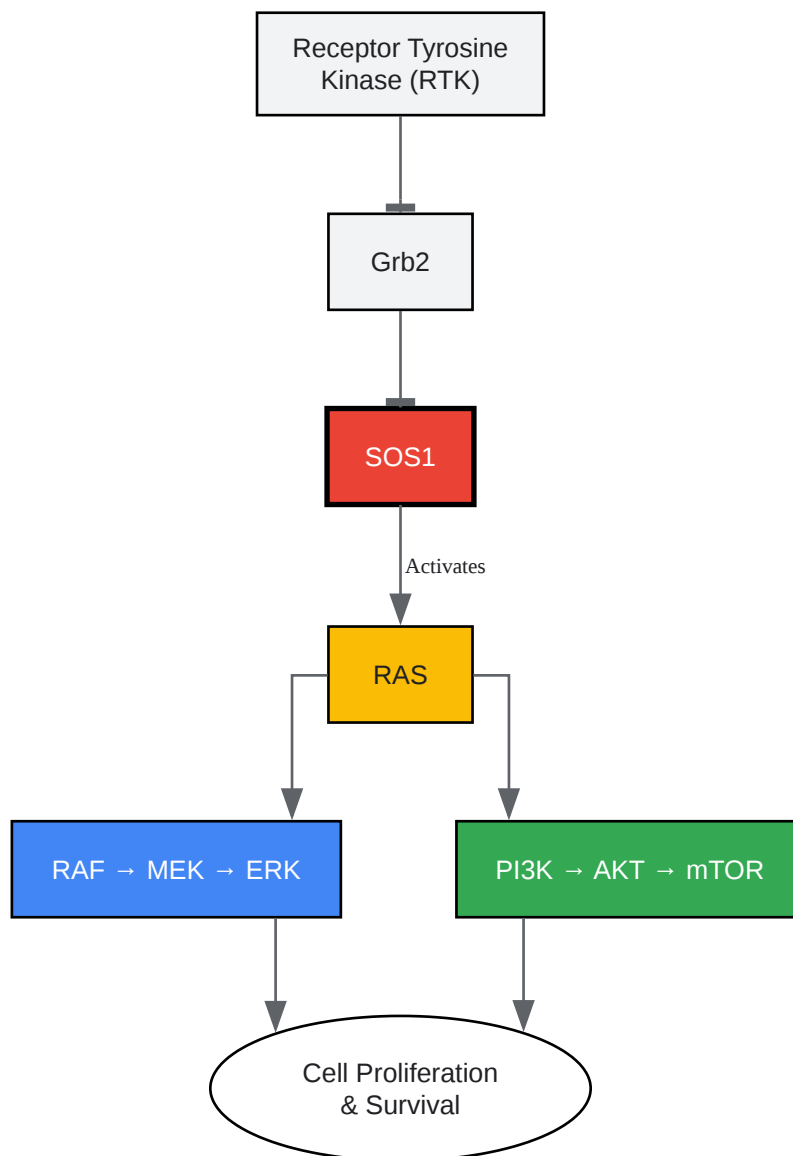 Receptor Tyrosine
Kinase (RTK)
Grb2
SOS1
Activates
RAS
RAF → MEK → ERK
PI3K → AKT → mTOR
Cell Proliferation
& Survival